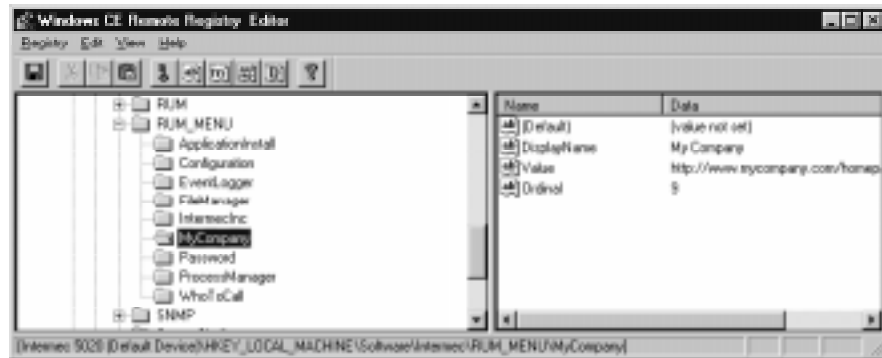 Windows CE Remote Registry Editor
Registry Edit View Help
RUM
RUM_MENU
ApplicationInstall
Configuration
EventLogger
FileManager
IntermecInc
MyCompany
Password
ProcessManager
WhoToCall
SNMP
Name Data
(Default) (value not set)
DisplayName My Company
Value http://www.mycompany.com/homep
Ordinal 9
(Intermec 5020 (Default Device)\HKEY_LOCAL_MACHINE\Software\Intermec\RUM_MENU\MyCompany)